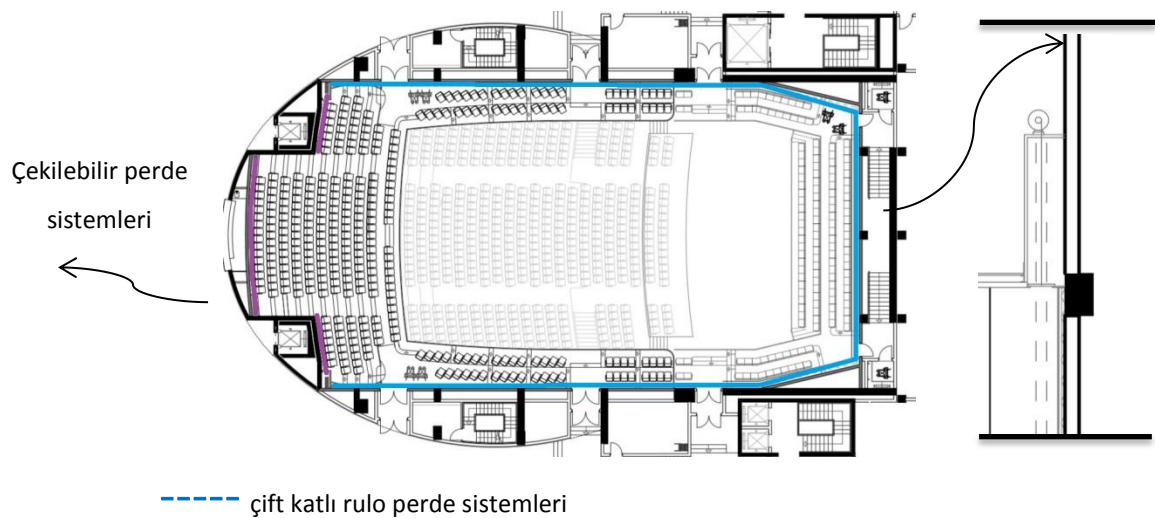 Çekilebilir perde
sistemleri
çift katlı rulo perde sistemleri